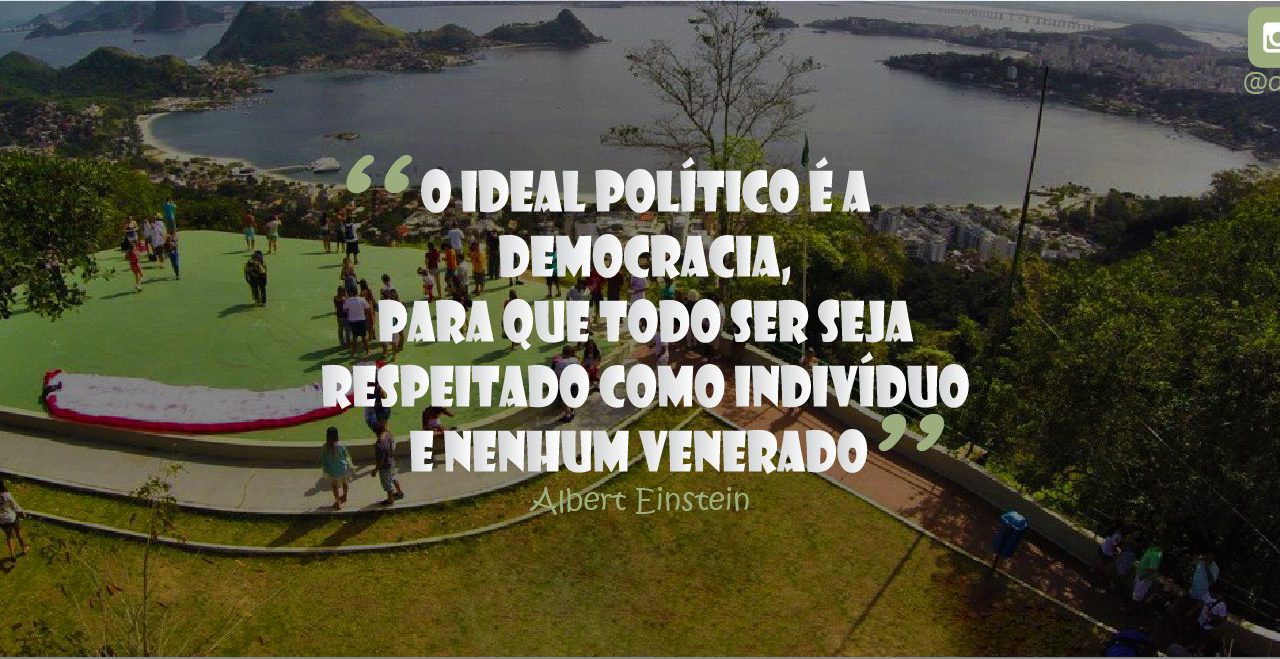 “O IDEAL POLÍTICO É A
DEMOCRACIA,
PARA QUE TODO SER SEJA
RESPEITADO COMO INDIVÍDUO
E NENHUM VENERADO”
Albert Einstein